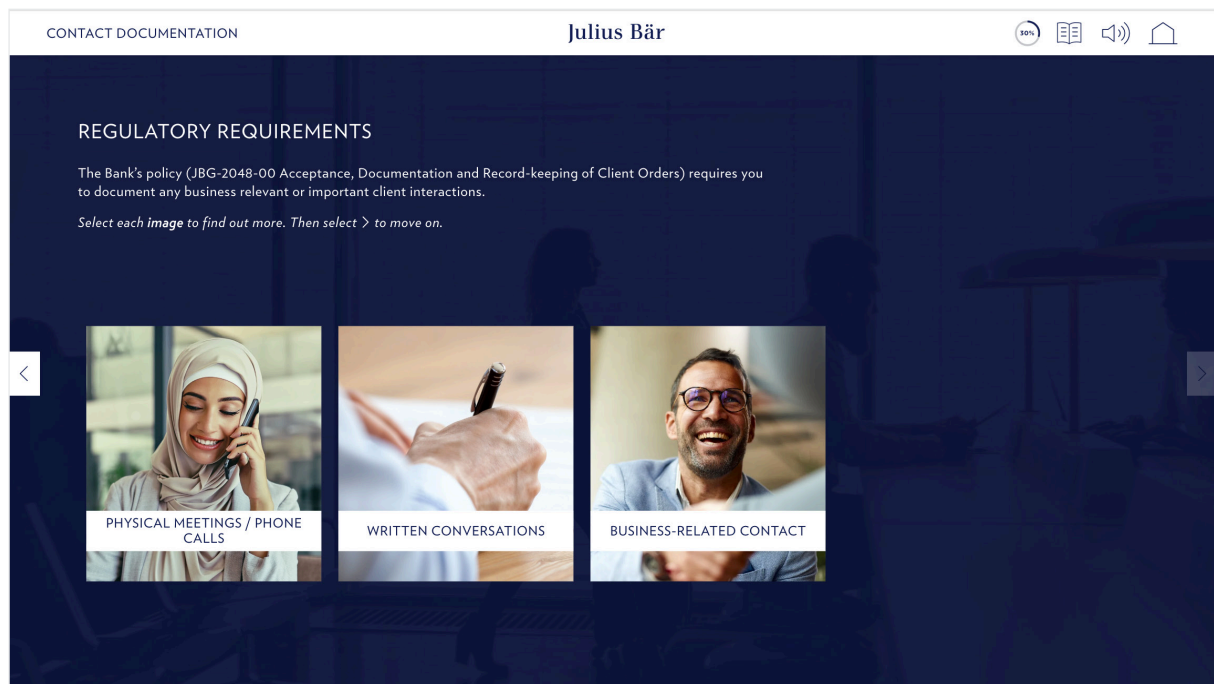 CONTACT DOCUMENTATION
Julius Bär
30%
REGULATORY REQUIREMENTS
The Bank's policy (JBG-2048-00 Acceptance, Documentation and Record-keeping of Client Orders) requires you
to document any business relevant or important client interactions.
Select each image to find out more. Then select > to move on.
PHYSICAL MEETINGS / PHONE
CALLS
WRITTEN CONVERSATIONS
BUSINESS-RELATED CONTACT